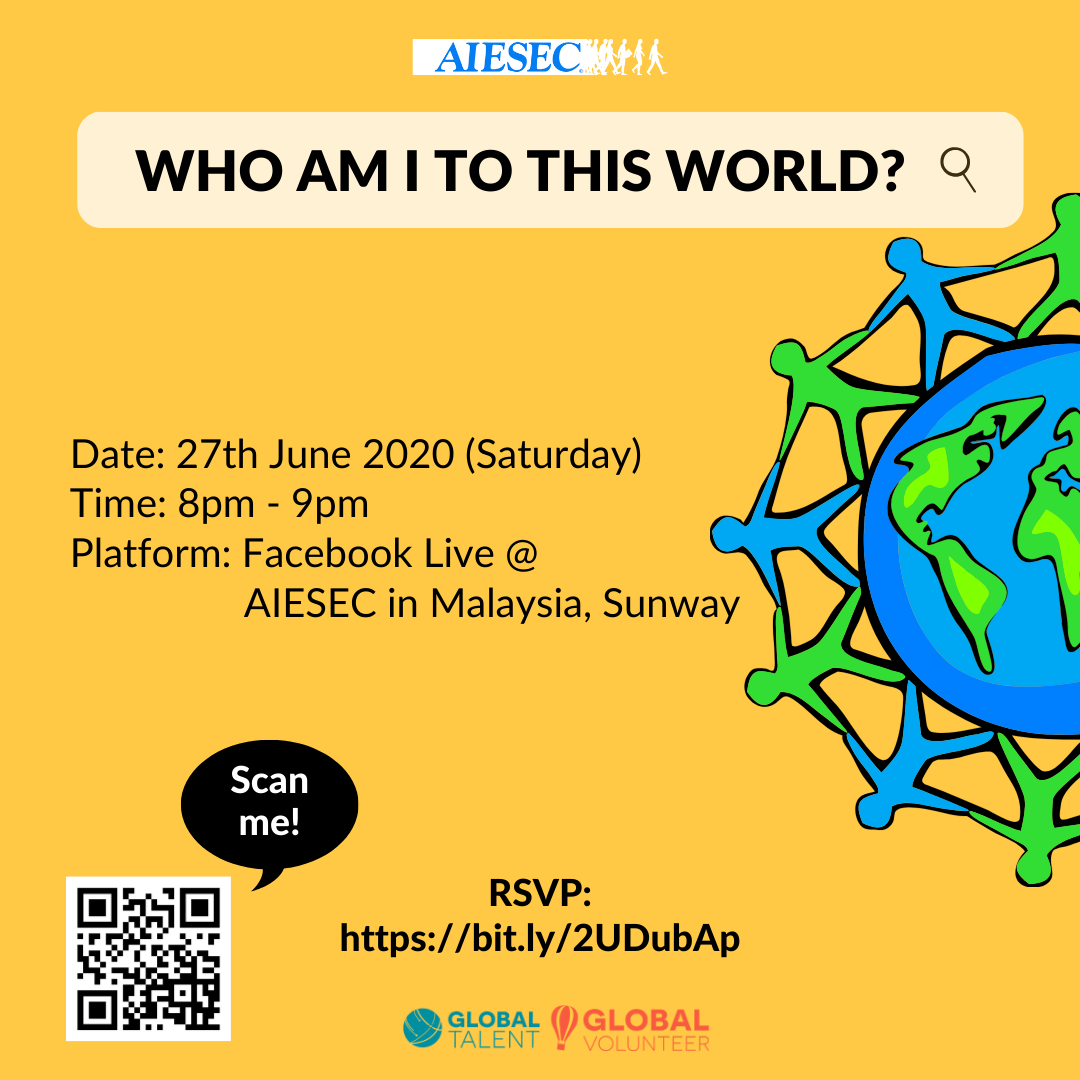 AIESEC
WHO AM I TO THIS WORLD?
Date: 27th June 2020 (Saturday)
Time: 8pm - 9pm
Platform: Facebook Live @
AIESEC in Malaysia, Sunway
Scan
me!
RSVP:
https://bit.ly/2UDubAp
GLOBAL
TALENT
GLOBAL
VOLUNTEER